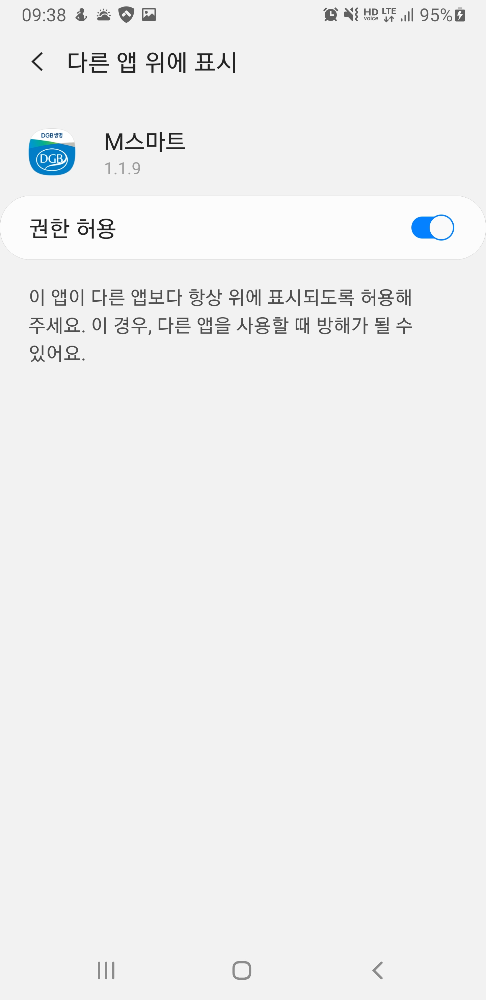 09:38
HD voice LTE 95%
다른 앱 위에 표시
DGB생명
DGB
M스마트
1.1.9
권한 허용
이 앱이 다른 앱보다 항상 위에 표시되도록 허용해
주세요. 이 경우, 다른 앱을 사용할 때 방해가 될 수
있어요.